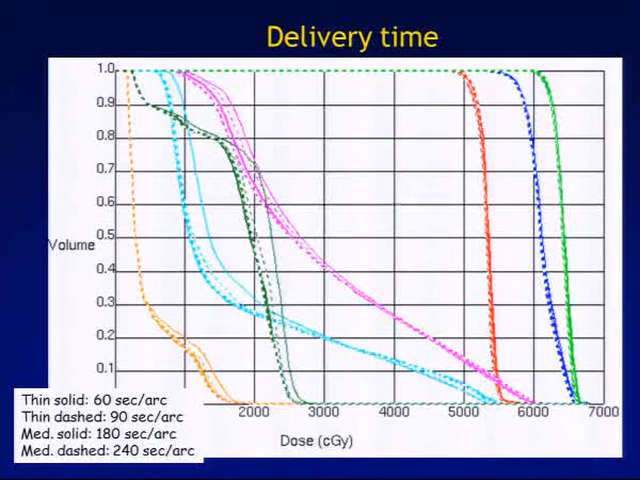 Delivery time
1.0
0.9
0.8
0.7
0.6
Volume
0.5
0.4
0.3
0.2
0.1
2000 3000 4000 5000 6000 7000
Dose (cGy)
Thin solid: 60 sec/arc
Thin dashed: 90 sec/arc
Med. solid: 180 sec/arc
Med. dashed: 240 sec/arc